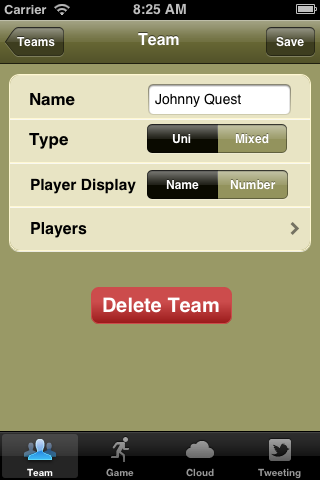 Carrier 8:25 AM
Teams Team Save
Name Johnny Quest
Type Uni Mixed
Player Display Name Number
Players
Delete Team
Team Game Cloud Tweeting